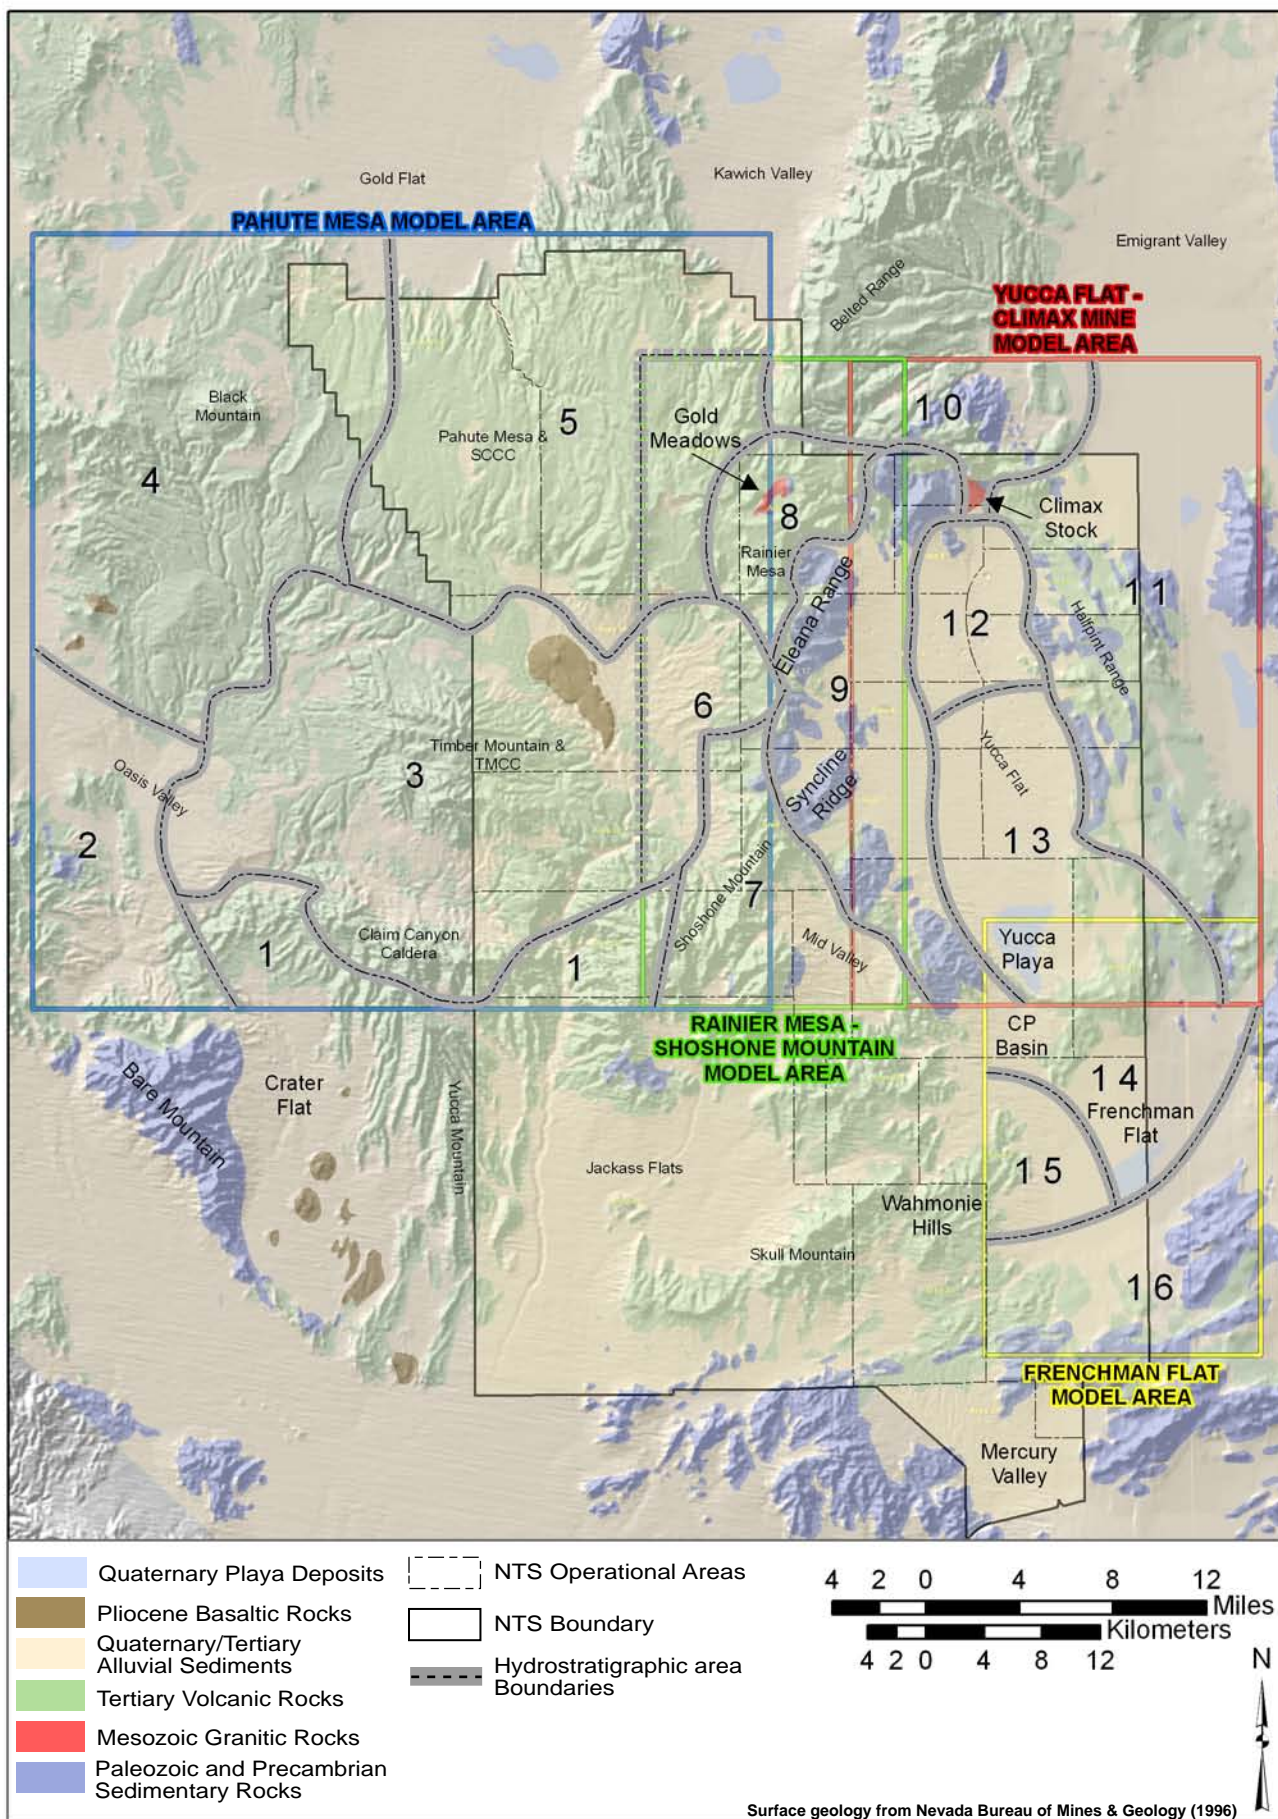 Gold Flat
Kawich Valley
PAHUTE MESA MODEL AREA
Emigrant Valley
Belted Range
YUCCA FLAT -
CLIMAX MINE
MODEL AREA
Black
Mountain
4
Pahute Mesa &
SCCC
5
Gold
Meadows
10
8
Rainier
Mesa
Climax
Stock
11
Eleana Range
12
Halfpint Range
9
6
Timber Mountain &
TMCC
3
Oasis Valley
2
Syncline
Ridge
Yucca Flat
13
Shoshone Mountain
7
Mid Valley
Claim Canyon
Caldera
1
1
Yucca
Playa
RAINIER MESA -
SHOSHONE MOUNTAIN
MODEL AREA
CP
Basin
14
Frenchman
Flat
Bare Mountain
Crater
Flat
Yucca Mountain
Jackass Flats
15
Wahmonie
Hills
Skull Mountain
16
FRENCHMAN FLAT
MODEL AREA
Mercury
Valley
Quaternary Playa Deposits
Pliocene Basaltic Rocks
Quaternary/Tertiary
Alluvial Sediments
Tertiary Volcanic Rocks
Mesozoic Granitic Rocks
Paleozoic and Precambrian
Sedimentary Rocks
NTS Operational Areas
NTS Boundary
Hydrostratigraphic area
Boundaries
4 2 0 4 8 12
Miles
Kilometers
4 2 0 4 8 12
N
Surface geology from Nevada Bureau of Mines & Geology (1996)